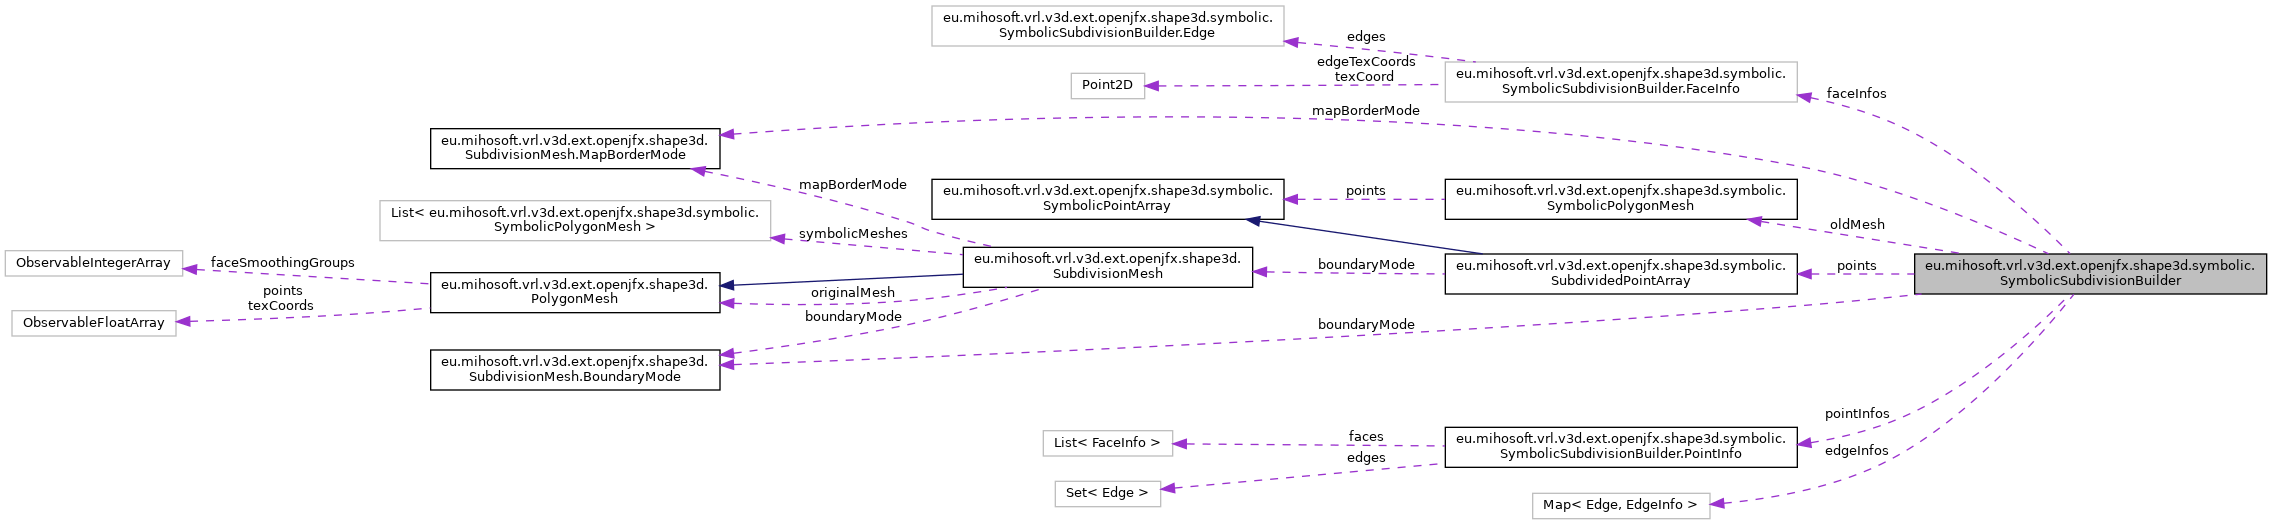 eu.mihosoft.vrl.v3d.ext.openjfx.shape3d.symbolic.
SymbolicSubdivisionBuilder.Edge
edges
edgeTexCoords
texCoord
eu.mihosoft.vrl.v3d.ext.openjfx.shape3d.symbolic.
SymbolicSubdivisionBuilder.FaceInfo
Point2D
faceInfos
mapBorderMode
eu.mihosoft.vrl.v3d.ext.openjfx.shape3d.
SubdivisionMesh.MapBorderMode
mapBorderMode
eu.mihosoft.vrl.v3d.ext.openjfx.shape3d.symbolic.
SymbolicPointArray
points
eu.mihosoft.vrl.v3d.ext.openjfx.shape3d.symbolic.
SymbolicPolygonMesh
List< eu.mihosoft.vrl.v3d.ext.openjfx.shape3d.symbolic.
SymbolicPolygonMesh >
symbolicMeshes
oldMesh
ObservableIntegerArray
faceSmoothingGroups
eu.mihosoft.vrl.v3d.ext.openjfx.shape3d.
SubdivisionMesh
boundaryMode
eu.mihosoft.vrl.v3d.ext.openjfx.shape3d.symbolic.
SubdividedPointArray
points
eu.mihosoft.vrl.v3d.ext.openjfx.shape3d.symbolic.
SymbolicSubdivisionBuilder
eu.mihosoft.vrl.v3d.ext.openjfx.shape3d.
PolygonMesh
originalMesh
points
texCoords
ObservableFloatArray
boundaryMode
boundaryMode
eu.mihosoft.vrl.v3d.ext.openjfx.shape3d.
SubdivisionMesh.BoundaryMode
pointInfos
List< FaceInfo >
faces
eu.mihosoft.vrl.v3d.ext.openjfx.shape3d.symbolic.
SymbolicSubdivisionBuilder.PointInfo
edges
edgeInfos
Set< Edge >
Map< Edge, EdgeInfo >